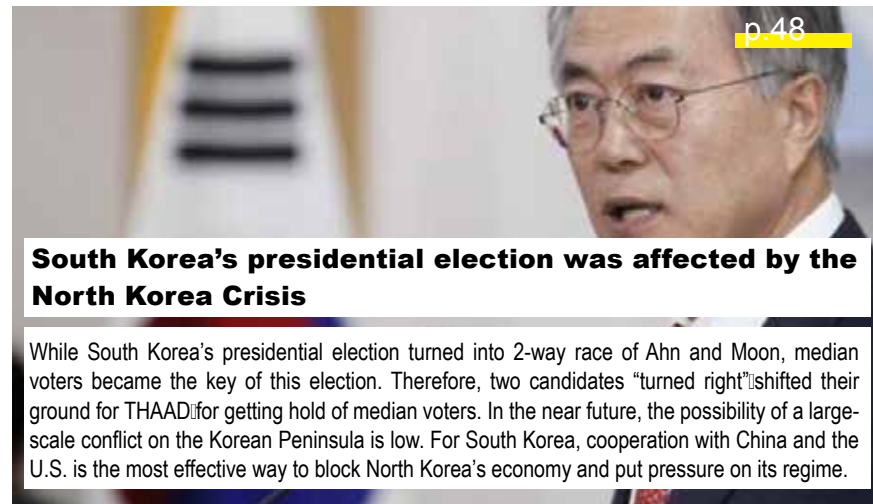 p.48
South Korea’s presidential election was affected by the
North Korea Crisis
While South Korea’s presidential election turned into 2-way race of Ahn and Moon, median
voters became the key of this election. Therefore, two candidates “turned right”▯shifted their
ground for THAAD▯for getting hold of median voters. In the near future, the possibility of a large-
scale conflict on the Korean Peninsula is low. For South Korea, cooperation with China and the
U.S. is the most effective way to block North Korea’s economy and put pressure on its regime.